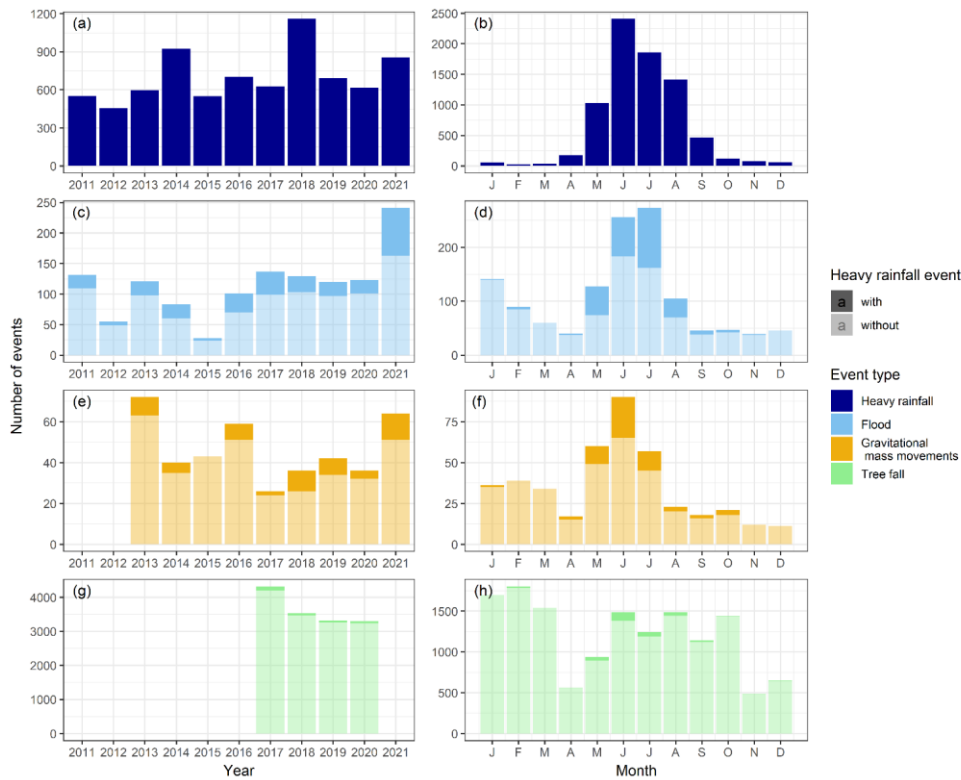 (a)
1200
900
600
300
0
2011 2012 2013 2014 2015 2016 2017 2018 2019 2020 2021
(b)
2500
2000
1500
1000
500
0
J F M A M J J A S O N D
(c)
250
200
150
100
50
0
2011 2012 2013 2014 2015 2016 2017 2018 2019 2020 2021
(d)
200
100
0
J F M A M J J A S O N D
(e)
60
40
20
0
2011 2012 2013 2014 2015 2016 2017 2018 2019 2020 2021
(f)
75
50
25
0
J F M A M J J A S O N D
(g)
4000
3000
2000
1000
0
2011 2012 2013 2014 2015 2016 2017 2018 2019 2020 2021
(h)
1500
1000
500
0
J F M A M J J A S O N D
Number of events
Year
Month
Heavy rainfall event
a with
a without
Event type
Heavy rainfall
Flood
Gravitational
mass movements
Tree fall